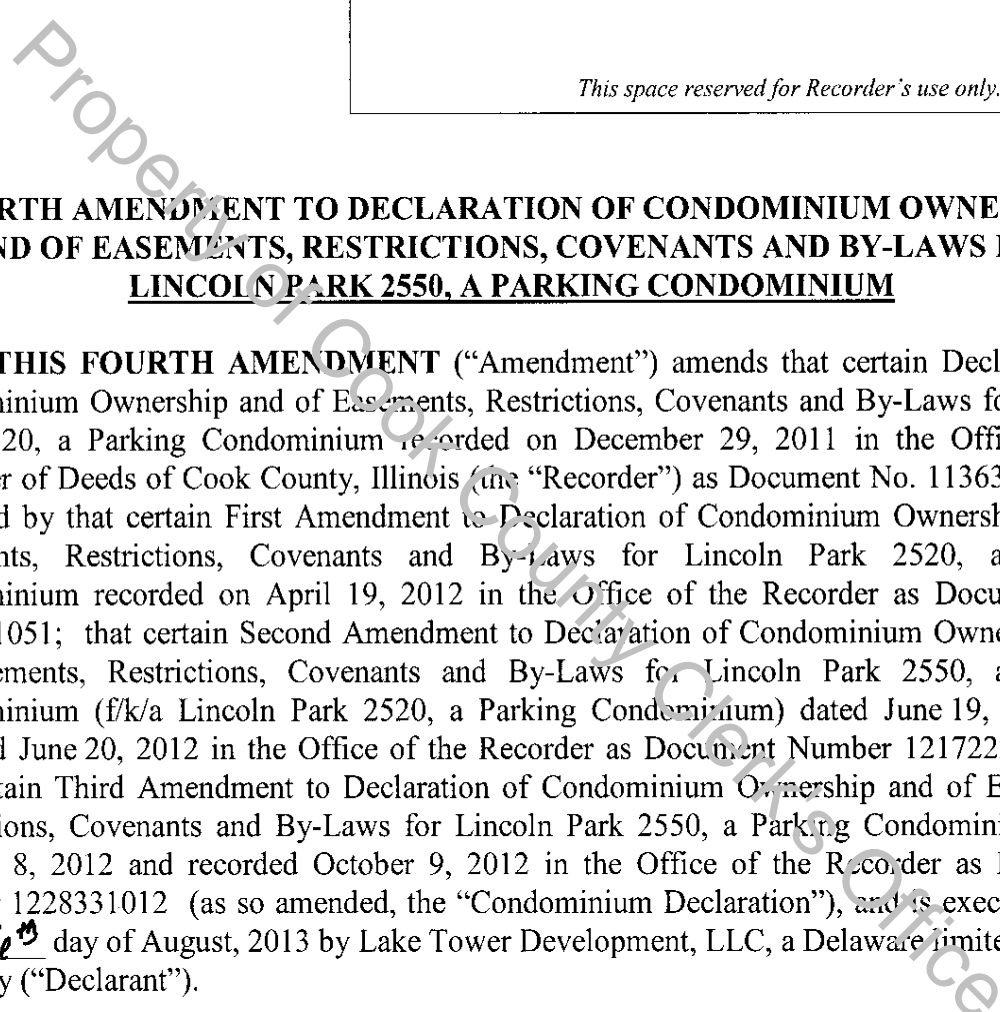 This space reserved for Recorder's use only.
RTH AMENDMENT TO DECLARATION OF CONDOMINIUM OWNE
ND OF EASEMENTS, RESTRICTIONS, COVENANTS AND BY-LAWS
LINCOLN PARK 2550, A PARKING CONDOMINIUM
THIS FOURTH AMENDMENT (“Amendment”) amends that certain Decl
inium Ownership and of Easements, Restrictions, Covenants and By-Laws fo
20, a Parking Condominium recorded on December 29, 2011 in the Offi
r of Deeds of Cook County, Illinois (the “Recorder”) as Document No. 11363
d by that certain First Amendment to Declaration of Condominium Ownersh
nts, Restrictions, Covenants and By-Laws for Lincoln Park 2520, a
inium recorded on April 19, 2012 in the Office of the Recorder as Docu
1051; that certain Second Amendment to Declaration of Condominium Owne
ements, Restrictions, Covenants and By-Laws for Lincoln Park 2550, a
inium (f/k/a Lincoln Park 2520, a Parking Condominium) dated June 19,
d June 20, 2012 in the Office of the Recorder as Document Number 121722
tain Third Amendment to Declaration of Condominium Ownership and of E
ions, Covenants and By-Laws for Lincoln Park 2550, a Parking Condomini
8, 2012 and recorded October 9, 2012 in the Office of the Recorder as
1228331012 (as so amended, the “Condominium Declaration”), and is exec
day of August, 2013 by Lake Tower Development, LLC, a Delaware limite
y (“Declarant”).
Property of Cook County Clerk's Office